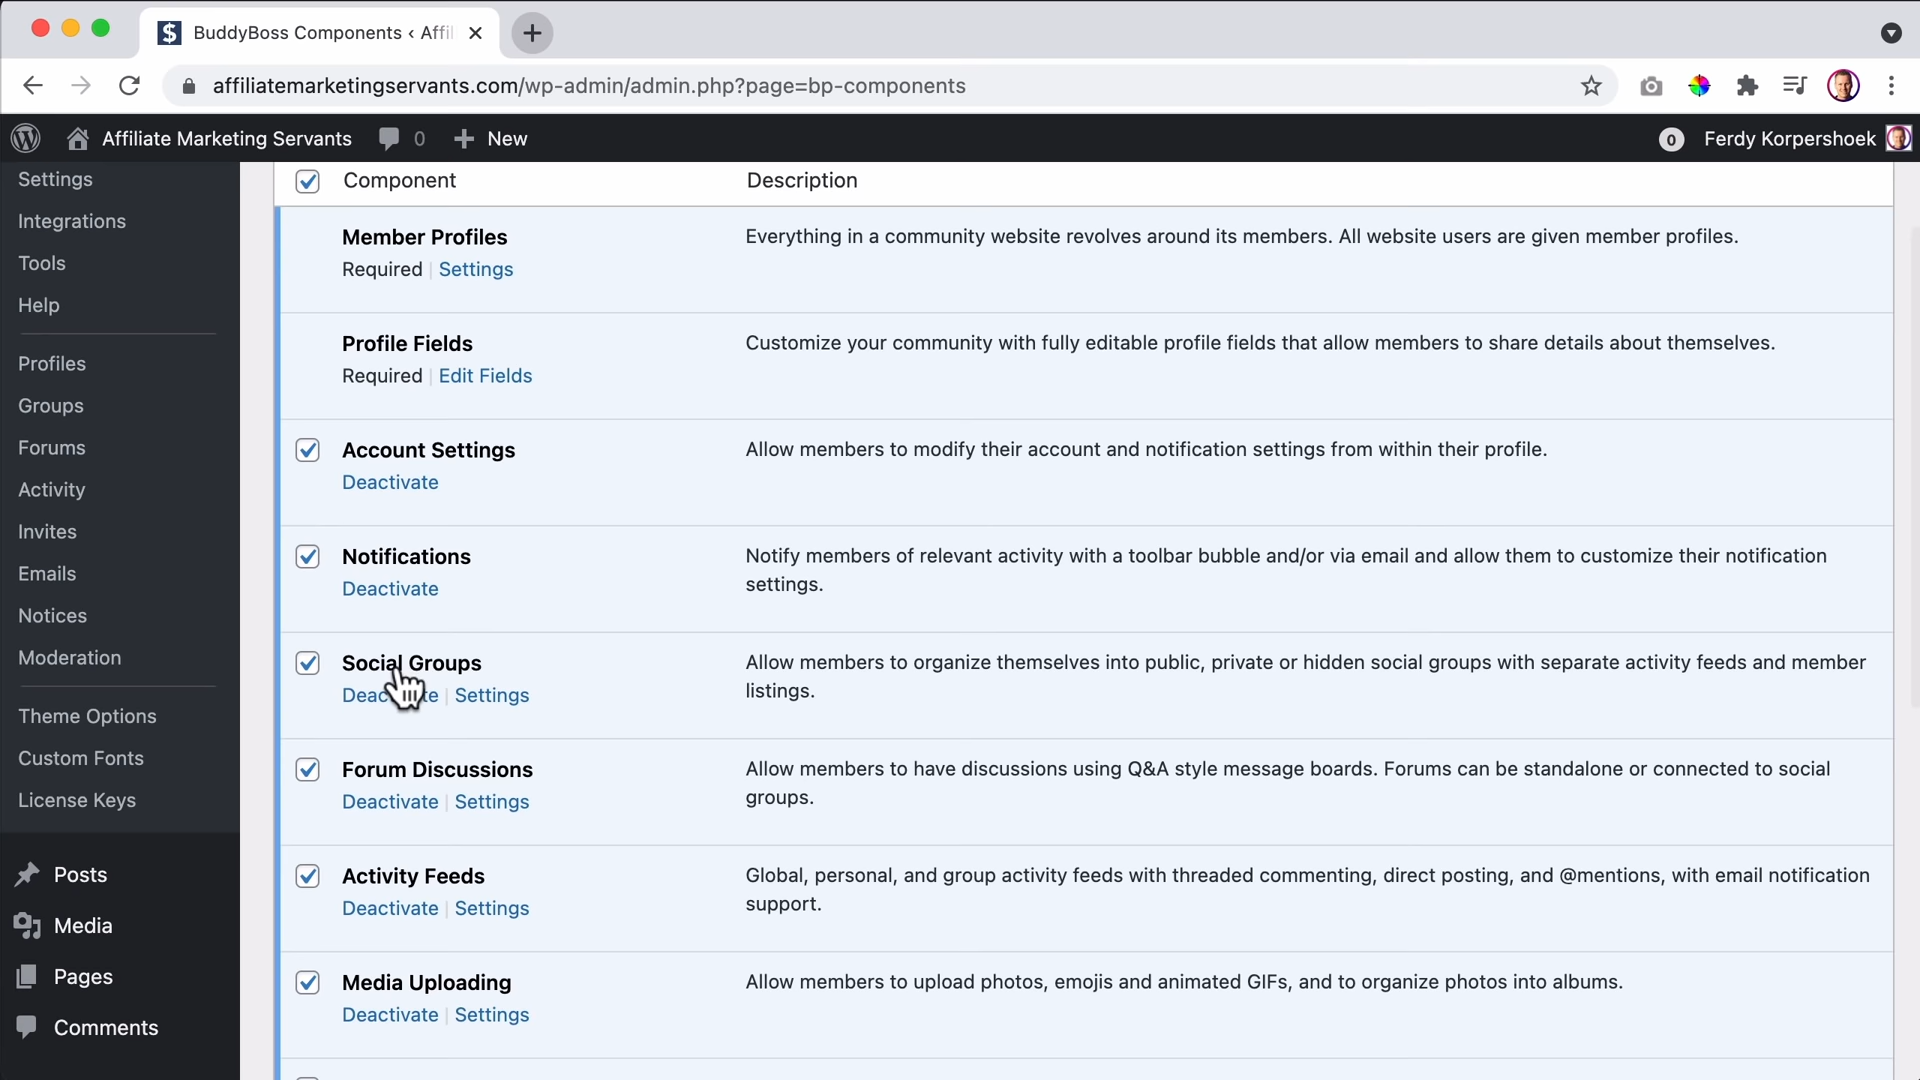 BuddyBoss Components ‹ Affil
affiliatemarketingservants.com/wp-admin/admin.php?page=bp-components
Affiliate Marketing Servants 0 New 0 Ferdy Korpershoek
Settings
Integrations
Tools
Help
Profiles
Groups
Forums
Activity
Invites
Emails
Notices
Moderation
Theme Options
Custom Fonts
License Keys
Posts
Media
Pages
Comments
Component Description
Member Profiles
Required | Settings
Everything in a community website revolves around its members. All website users are given member profiles.
Profile Fields
Required | Edit Fields
Customize your community with fully editable profile fields that allow members to share details about themselves.
Account Settings
Deactivate
Allow members to modify their account and notification settings from within their profile.
Notifications
Deactivate
Notify members of relevant activity with a toolbar bubble and/or via email and allow them to customize their notification
settings.
Social Groups
Deactivate | Settings
Allow members to organize themselves into public, private or hidden social groups with separate activity feeds and member
listings.
Forum Discussions
Deactivate | Settings
Allow members to have discussions using Q&A style message boards. Forums can be standalone or connected to social
groups.
Activity Feeds
Deactivate | Settings
Global, personal, and group activity feeds with threaded commenting, direct posting, and @mentions, with email notification
support.
Media Uploading
Deactivate | Settings
Allow members to upload photos, emojis and animated GIFs, and to organize photos into albums.